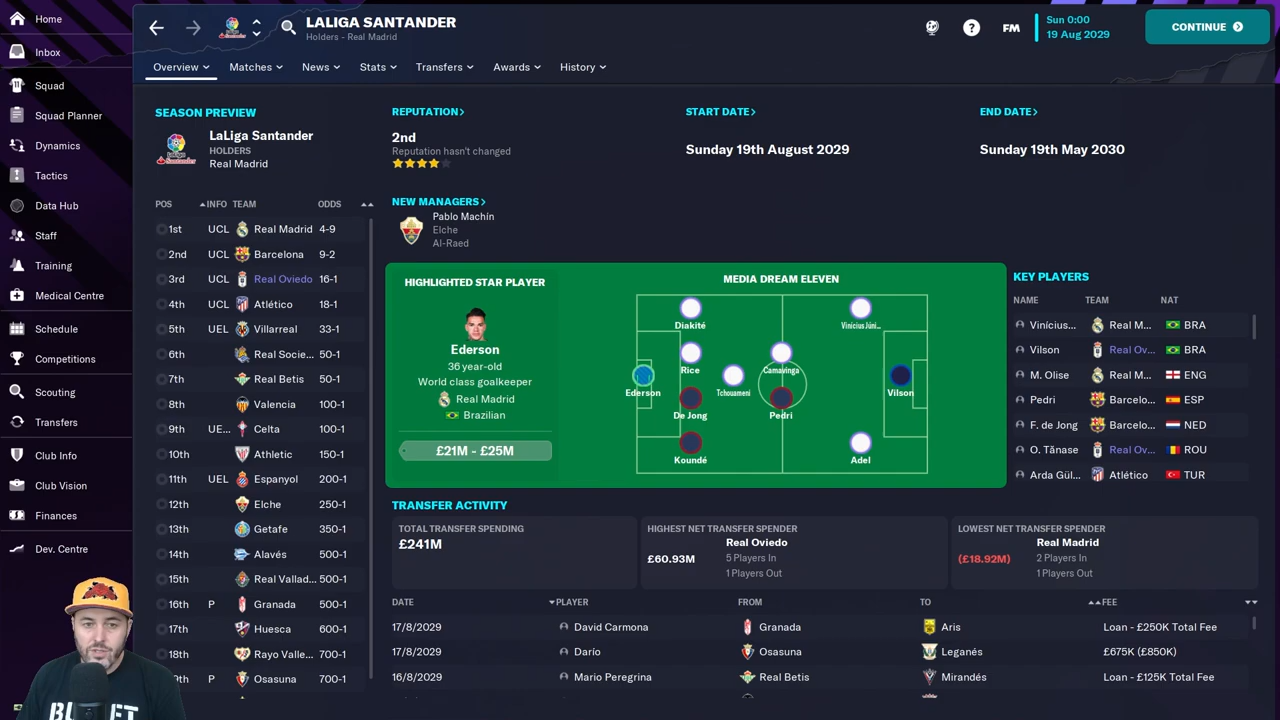 Home
Inbox
Squad
Squad Planner
Dynamics
Tactics
Data Hub
Staff
Training
Medical Centre
Schedule
Competitions
Scouting
Transfers
Club Info
Club Vision
Finances
Dev. Centre
LALIGA SANTANDER
Holders - Real Madrid
FM
Sun 0:00
19 Aug 2029
CONTINUE
Overview Matches News Stats Transfers Awards History
SEASON PREVIEW
LaLiga Santander
HOLDERS
Real Madrid
POS INFO TEAM ODDS
1st UCL Real Madrid 4-9
2nd UCL Barcelona 9-2
3rd UCL Real Oviedo 16-1
4th UCL Atlético 18-1
5th UEL Villarreal 33-1
6th Real Socie... 50-1
7th Real Betis 50-1
8th Valencia 100-1
9th UE... Celta 100-1
10th Athletic 150-1
11th UEL Espanyol 200-1
12th Elche 250-1
13th Getafe 350-1
14th Alavés 500-1
15th Real Vallad... 500-1
16th P Granada 500-1
17th Huesca 600-1
18th Rayo Valle... 700-1
P Osasuna 700-1
REPUTATION
2nd
Reputation hasn't changed
START DATE
Sunday 19th August 2029
END DATE
Sunday 19th May 2030
NEW MANAGERS
Pablo Machín
Elche
Al-Raed
HIGHLIGHTED STAR PLAYER
Ederson
36 year-old
World class goalkeeper
Real Madrid
Brazilian
£21M - £25M
MEDIA DREAM ELEVEN
Diakité
Vinícius Júni...
Rice
Camavinga
Ederson
Tchouameni
Vilson
De Jong
Pedri
Koundé
Adel
KEY PLAYERS
NAME TEAM NAT
Vinícius... Real M... BRA
Vilson Real Ov... BRA
M. Olise Real M... ENG
Pedri Barcelo... ESP
F. de Jong Barcelo... NED
O. Tănase Real Ov... ROU
Arda Gül... Atlético TUR
TRANSFER ACTIVITY
TOTAL TRANSFER SPENDING
£241M
HIGHEST NET TRANSFER SPENDER
£60.93M
Real Oviedo
5 Players In
1 Players Out
LOWEST NET TRANSFER SPENDER
(£18.92M)
Real Madrid
2 Players In
1 Players Out
DATE PLAYER FROM TO FEE
17/8/2029 David Carmona Granada Aris Loan - £250K Total Fee
17/8/2029 Darío Osasuna Leganés £675K (£850K)
16/8/2029 Mario Peregrina Real Betis Mirandés Loan - £125K Total Fee